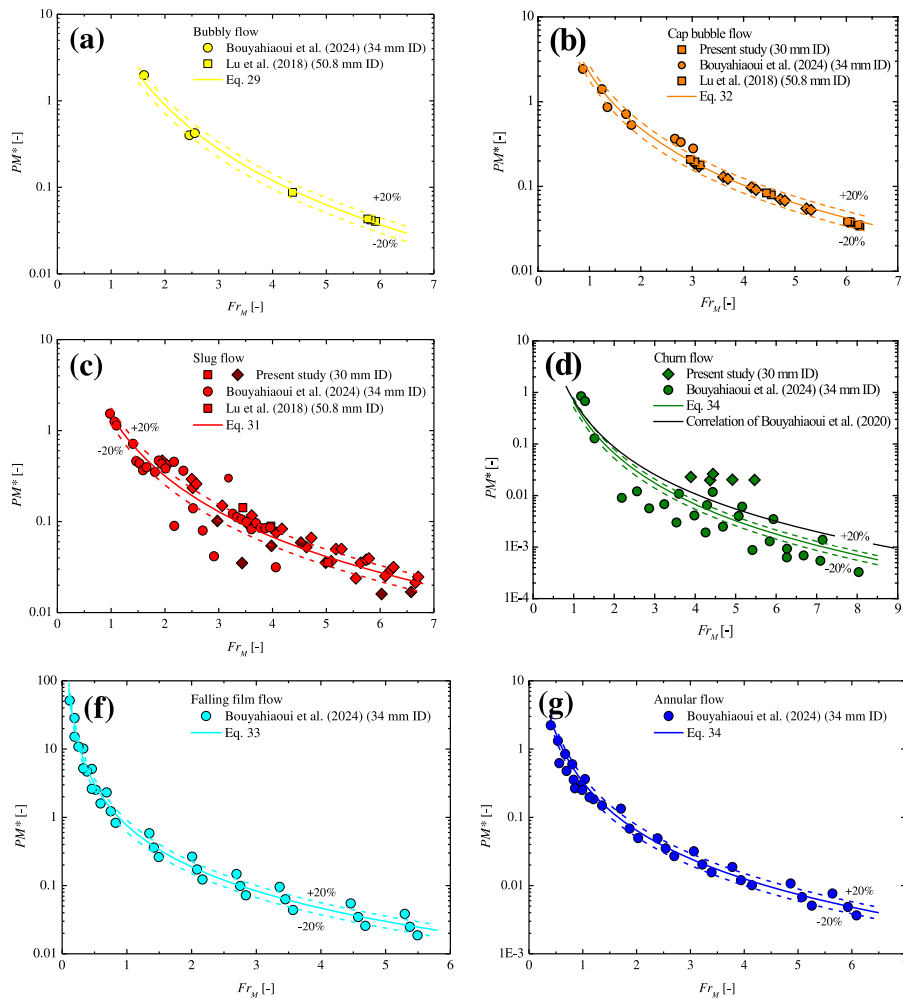 (a)
Bubbly flow
Bouyahiaoui et al. (2024) (34 mm ID)
Lu et al. (2018) (50.8 mm ID)
Eq. 29
+20%
-20%
10
1
0.1
0.01
PM* [-]
0 1 2 3 4 5 6 7
Fr_M [-]
(b)
Cap bubble flow
Present study (30 mm ID)
Bouyahiaoui et al. (2024) (34 mm ID)
Lu et al. (2018) (50.8 mm ID)
Eq. 32
+20%
-20%
10
1
0.1
0.01
PM* [-]
0 1 2 3 4 5 6 7
Fr_M [-]
(c)
Slug flow
Present study (30 mm ID)
Bouyahiaoui et al. (2024) (34 mm ID)
Lu et al. (2018) (50.8 mm ID)
Eq. 31
+20%
-20%
10
1
0.1
0.01
PM* [-]
0 1 2 3 4 5 6 7
Fr_M [-]
(d)
Churn flow
Present study (30 mm ID)
Bouyahiaoui et al. (2024) (34 mm ID)
Eq. 34
Correlation of Bouyahiaoui et al. (2020)
+20%
-20%
10
1
0.1
0.01
1E-3
1E-4
PM* [-]
0 1 2 3 4 5 6 7 8 9
Fr_M [-]
(f)
Falling film flow
Bouyahiaoui et al. (2024) (34 mm ID)
Eq. 33
+20%
-20%
100
10
1
0.1
0.01
PM* [-]
0 1 2 3 4 5 6
Fr_M [-]
(g)
Annular flow
Bouyahiaoui et al. (2024) (34 mm ID)
Eq. 34
+20%
-20%
10
1
0.1
0.01
1E-3
PM* [-]
0 1 2 3 4 5 6 7
Fr_M [-]